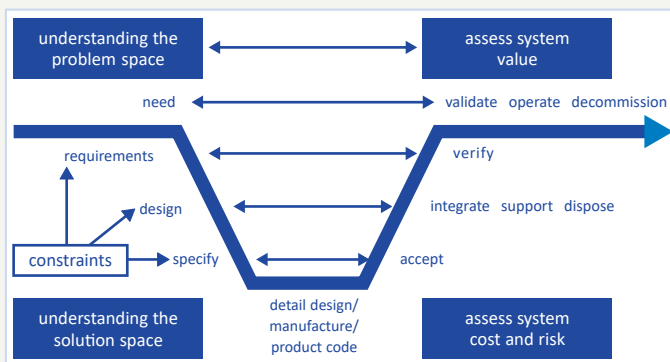 understanding the
problem space
assess system
value
need
validate operate decommission
requirements
verify
design
integrate support dispose
constraints
specify
accept
detail design/
manufacture/
product code
understanding the
solution space
assess system
cost and risk